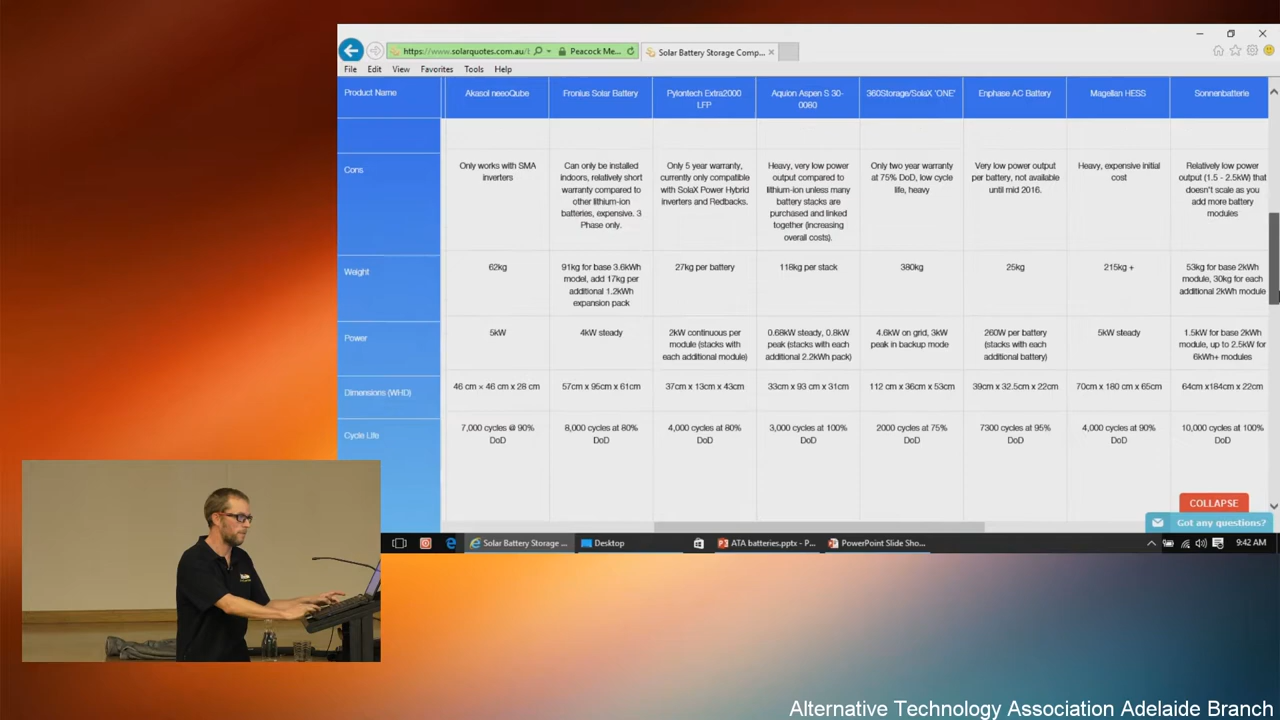 https://www.solarquotes.com.au/
Peacock Me...
Solar Battery Storage Comp...
File Edit View Favorites Tools Help
Product Name
Akasol neeoQube
Fronius Solar Battery
Pylontech Extra2000
LFP
Aquion Aspen S 30-
0080
360Storage/SolaX 'ONE'
Enphase AC Battery
Magellan HESS
Sonnenbatterie
Cons
Only works with SMA
inverters
Can only be installed
indoors, relatively short
warranty compared to
other lithium-ion
batteries, expensive. 3
Phase only.
Only 5 year warranty,
currently only compatible
with SolaX Power Hybrid
inverters and Redbacks.
Heavy, very low power
output compared to
lithium-ion unless many
battery stacks are
purchased and linked
together (increasing
overall costs).
Only two year warranty
at 75% DoD, low cycle
life, heavy
Very low power output
per battery, not available
until mid 2016.
Heavy, expensive initial
cost
Relatively low power
output (1.5 - 2.5kW) that
doesn't scale as you
add more battery
modules
Weight
62kg
91kg for base 3.6kWh
model, add 17kg per
additional 1.2kWh
expansion pack
27kg per battery
118kg per stack
380kg
25kg
215kg +
53kg for base 2kWh
module, 30kg for each
additional 2kWh module
Power
5kW
4kW steady
2kW continuous per
module (stacks with
each additional module)
0.68kW steady, 0.8kW
peak (stacks with each
additional 2.2kWh pack)
4.6kW on grid, 3kW
peak in backup mode
260W per battery
(stacks with each
additional battery)
5kW steady
1.5kW for base 2kWh
module, up to 2.5kW for
6kWh+ modules
Dimensions (WHD)
46 cm × 46 cm x 28 cm
57cm x 95cm x 61cm
37cm x 13cm x 43cm
33cm x 93 cm x 31cm
112 cm x 36cm x 53cm
39cm x 32.5cm x 22cm
70cm x 180 cm x 65cm
64cm x184cm x 22cm
Cycle Life
7,000 cycles @ 90%
DoD
8,000 cycles at 80%
DoD
4,000 cycles at 80%
DoD
3,000 cycles at 100%
DoD
2000 cycles at 75%
DoD
7300 cycles at 95%
DoD
4,000 cycles at 90%
DoD
10,000 cycles at 100%
DoD
COLLAPSE
Got any questions?
Solar Battery Storage ...
Desktop
ATA batteries.pptx - P...
PowerPoint Slide Sho...
9:42 AM
Alternative Technology Association Adelaide Branch